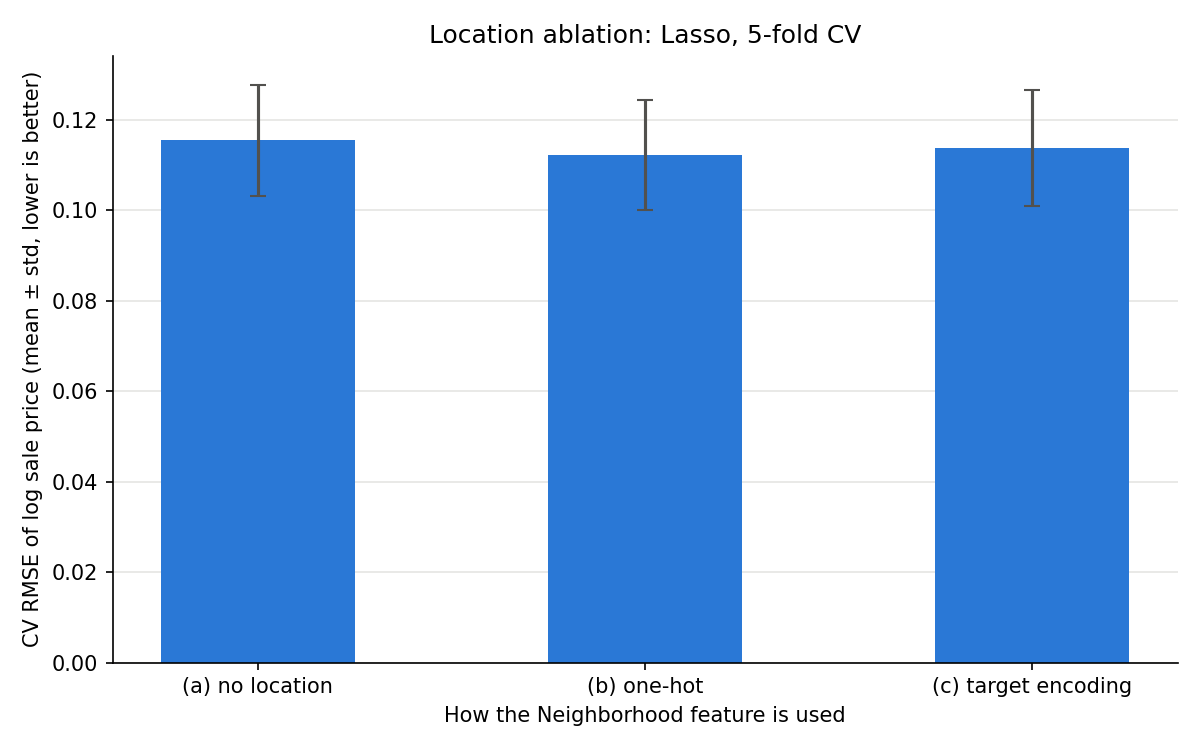 Location ablation: Lasso, 5-fold CV
CV RMSE of log sale price (mean ± std, lower is better)
0.12
0.10
0.08
0.06
0.04
0.02
0.00
(a) no location
(b) one-hot
(c) target encoding
How the Neighborhood feature is used